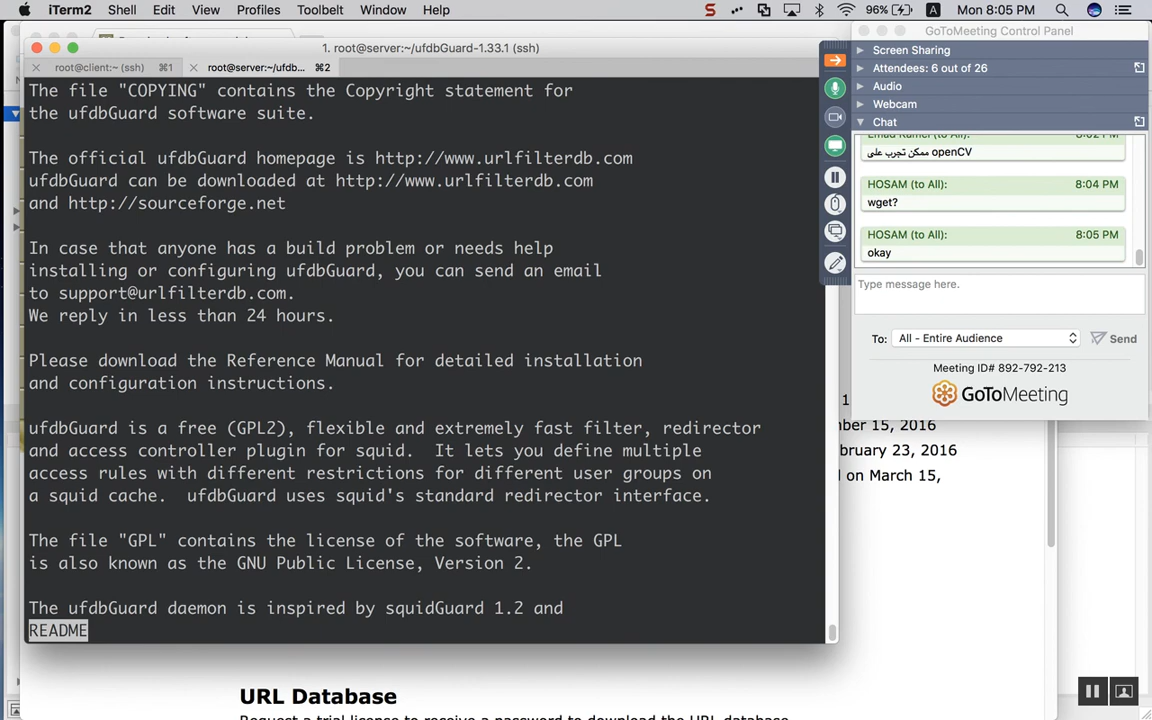 iTerm2 Shell Edit View Profiles Toolbelt Window Help 96% A Mon 8:05 PM
1. root@server:~/ufdbGuard-1.33.1 (ssh)
root@client:~ (ssh) ⌘1 root@server:~/ufdb... ⌘2
The file "COPYING" contains the Copyright statement for
the ufdbGuard software suite.
The official ufdbGuard homepage is http://www.urlfilterdb.com
ufdbGuard can be downloaded at http://www.urlfilterdb.com
and http://sourceforge.net
In case that anyone has a build problem or needs help
installing or configuring ufdbGuard, you can send an email
to support@urlfilterdb.com.
We reply in less than 24 hours.
Please download the Reference Manual for detailed installation
and configuration instructions.
ufdbGuard is a free (GPL2), flexible and extremely fast filter, redirector
and access controller plugin for squid.  It lets you define multiple
access rules with different restrictions for different user groups on
a squid cache.  ufdbGuard uses squid's standard redirector interface.
The file "GPL" contains the license of the software, the GPL
is also known as the GNU Public License, Version 2.
The ufdbGuard daemon is inspired by squidGuard 1.2 and
README
GoToMeeting Control Panel
Screen Sharing
Attendees: 6 out of 26
Audio
Webcam
Chat
ممكن تجرب على openCV
HOSAM (to All): 8:04 PM
wget?
HOSAM (to All): 8:05 PM
okay
Type message here.
To: All - Entire Audience Send
Meeting ID# 892-792-213
GoToMeeting
1
ber 15, 2016
bruary 23, 2016
on March 15,
URL Database